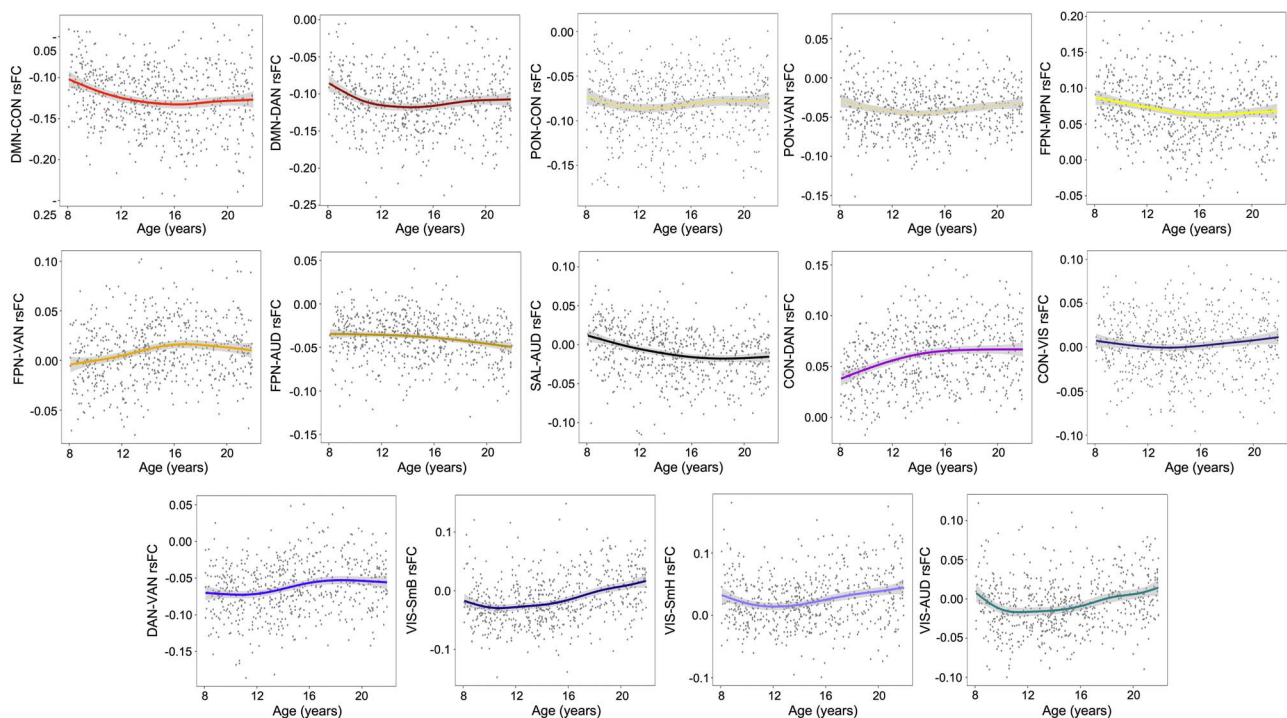 DMN-CON rsFC
0.05
-0.10
-0.20
0.25
8 12 16 20
Age (years)
DMN-DAN rsFC
0.00
-0.05
-0.10
-0.15
-0.20
-0.25
8 12 16 20
Age (years)
PON-CON rsFC
0.00
-0.05
-0.10
-0.15
8 12 16 20
Age (years)
PON-VAN rsFC
0.05
0.00
-0.05
-0.10
-0.15
8 12 16 20
Age (years)
FPN-MPN rsFC
0.20
0.15
0.10
0.05
0.00
-0.05
8 12 16 20
Age (years)
FPN-VAN rsFC
0.10
0.05
0.00
-0.05
8 12 16 20
Age (years)
FPN-AUD rsFC
0.05
-0.00
-0.05
-0.10
-0.15
8 12 16 20
Age (years)
SAL-AUD rsFC
0.10
0.05
0.00
-0.05
-0.10
8 12 16 20
Age (years)
CON-DAN rsFC
0.15
0.10
0.05
0.00
8 12 16 20
Age (years)
CON-VIS rsFC
0.10
0.05
0.00
-0.05
-0.10
8 12 16 20
Age (years)
DAN-VAN rsFC
0.05
-0.00
-0.05
-0.10
-0.15
8 12 16 20
Age (years)
VIS-SmB rsFC
0.1
0.0
-0.1
8 12 16 20
Age (years)
VIS-SmH rsFC
0.1
0.0
-0.1
8 12 16 20
Age (years)
VIS-AUD rsFC
0.10
0.05
0.00
-0.05
-0.10
8 12 16 20
Age (years)